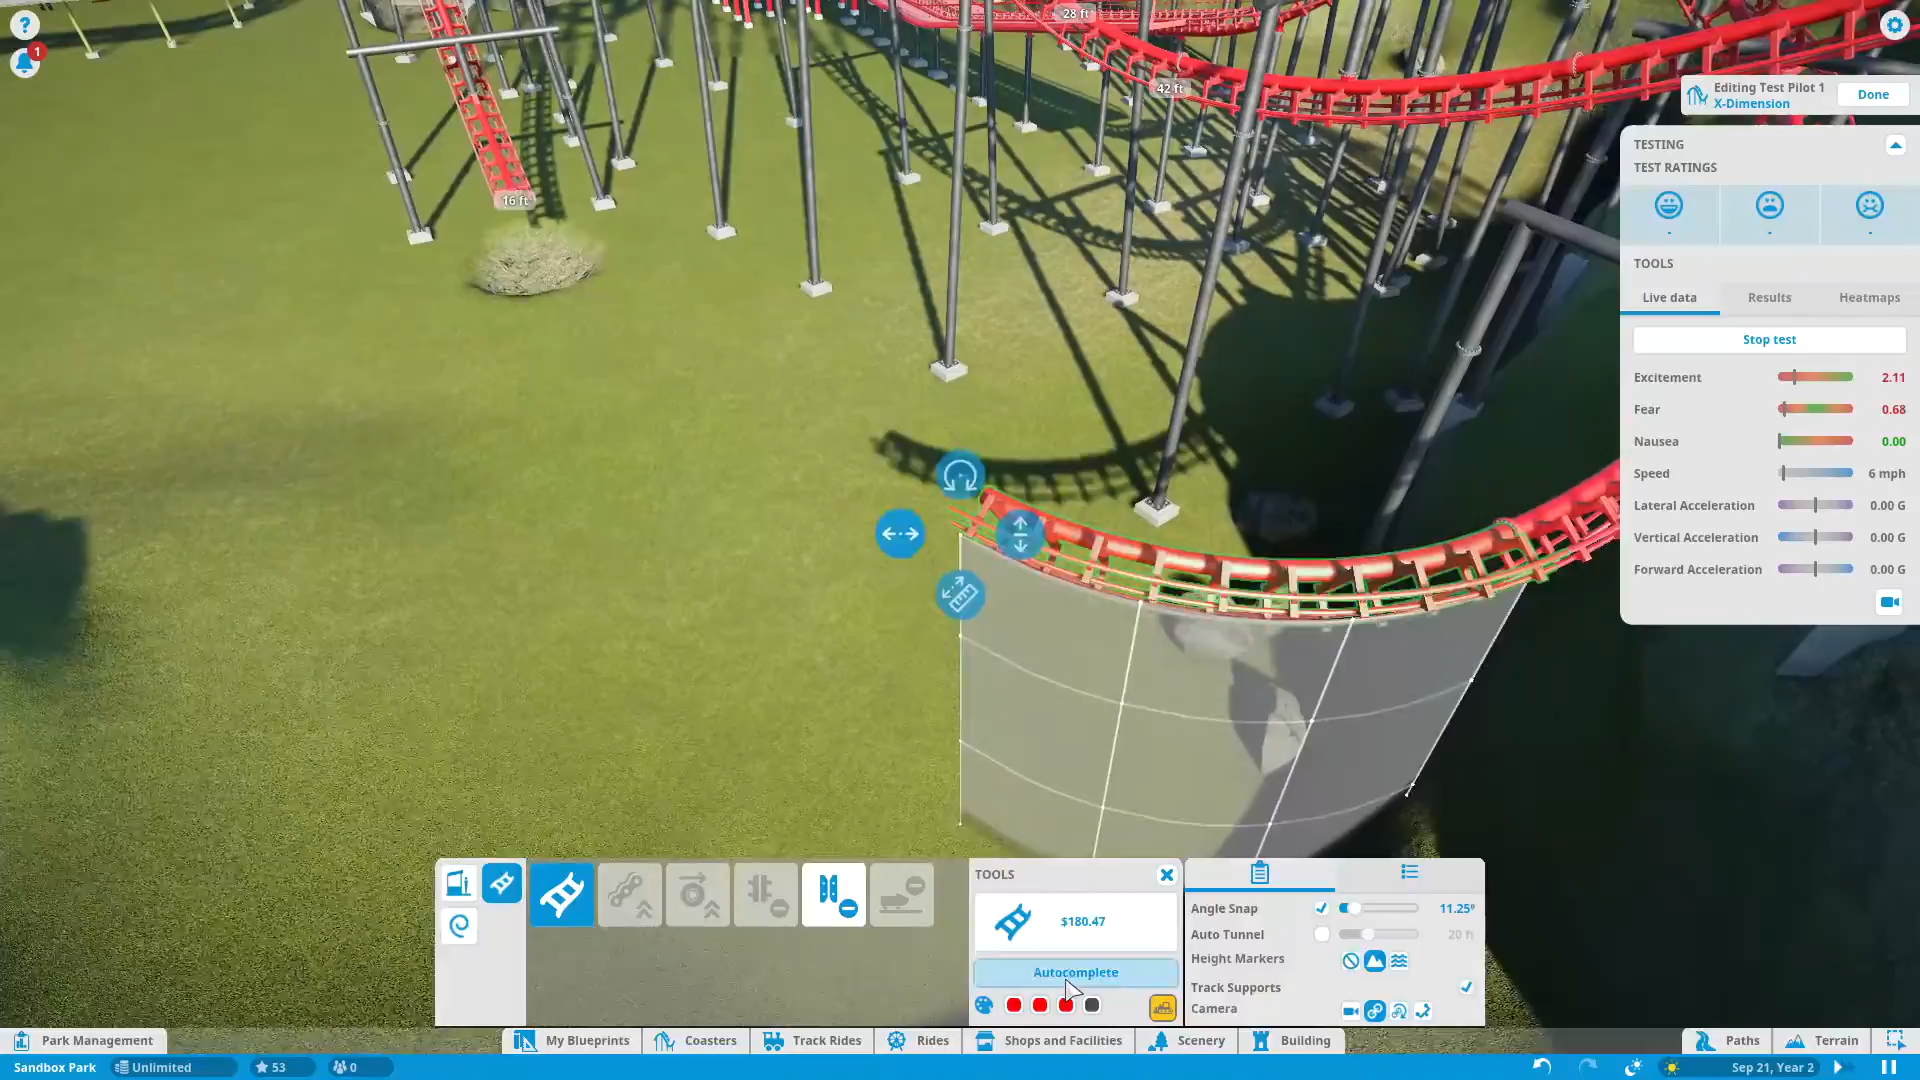 ?
1
28 ft
42 ft
16 ft
Editing Test Pilot 1
X-Dimension
Done
TESTING
TEST RATINGS
- - -
TOOLS
Live data Results Heatmaps
Stop test
Excitement 2.11
Fear 0.68
Nausea 0.00
Speed 6 mph
Lateral Acceleration 0.00 G
Vertical Acceleration 0.00 G
Forward Acceleration 0.00 G
TOOLS
$180.47
Autocomplete
Angle Snap 11.25°
Auto Tunnel 20 ft
Height Markers
Track Supports
Camera
Park Management
My Blueprints Coasters Track Rides Rides Shops and Facilities Scenery Building
Paths Terrain
Sandbox Park Unlimited 53 0
Sep 21, Year 2